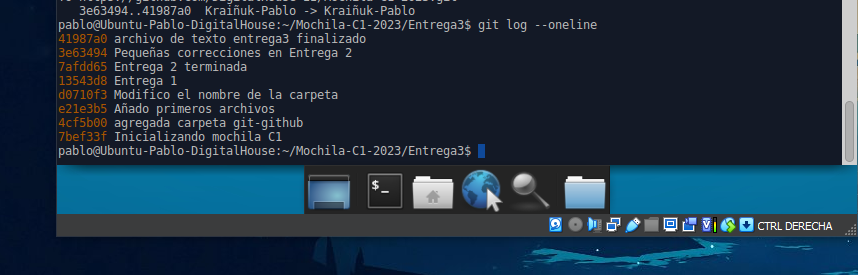 3e63494..41987a0  Kraiñuk-Pablo -> Kraiñuk-Pablo
pablo@Ubuntu-Pablo-DigitalHouse:~/Mochila-C1-2023/Entrega3$ git log --oneline
41987a0 archivo de texto entrega3 finalizado
3e63494 Pequeñas correcciones en Entrega 2
7afdd65 Entrega 2 terminada
13543d8 Entrega 1
d0710f3 Modifico el nombre de la carpeta
e21e3b5 Añado primeros archivos
4cf5b00 agregada carpeta git-github
7bef33f Inicializando mochila C1
pablo@Ubuntu-Pablo-DigitalHouse:~/Mochila-C1-2023/Entrega3$
$_
CTRL DERECHA